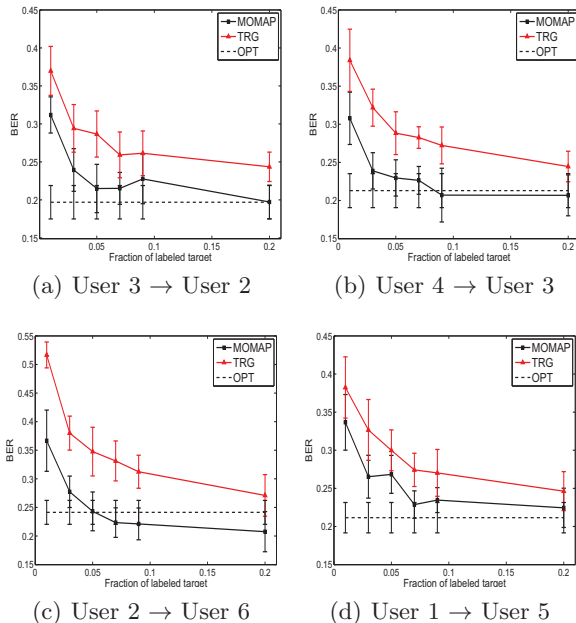 0.45
0.4
0.35
0.3
0.25
0.2
0.15
BER
0.05 0.1 0.15 0.2
Fraction of labeled target
MOMAP
TRG
OPT
(a) User 3 → User 2
0.45
0.4
0.35
0.3
0.25
0.2
0.15
BER
0 0.05 0.1 0.15 0.2
Fraction of labeled target
MOMAP
TRG
OPT
(b) User 4 → User 3
0.55
0.5
0.45
0.4
0.35
0.3
0.25
0.2
0.15
BER
0 0.05 0.1 0.15 0.2
Fraction of labeled target
MOMAP
TRG
OPT
(c) User 2 → User 6
0.45
0.4
0.35
0.3
0.25
0.2
0.15
BER
0 0.05 0.1 0.15 0.2
Fraction of labeled target
MOMAP
TRG
OPT
(d) User 1 → User 5